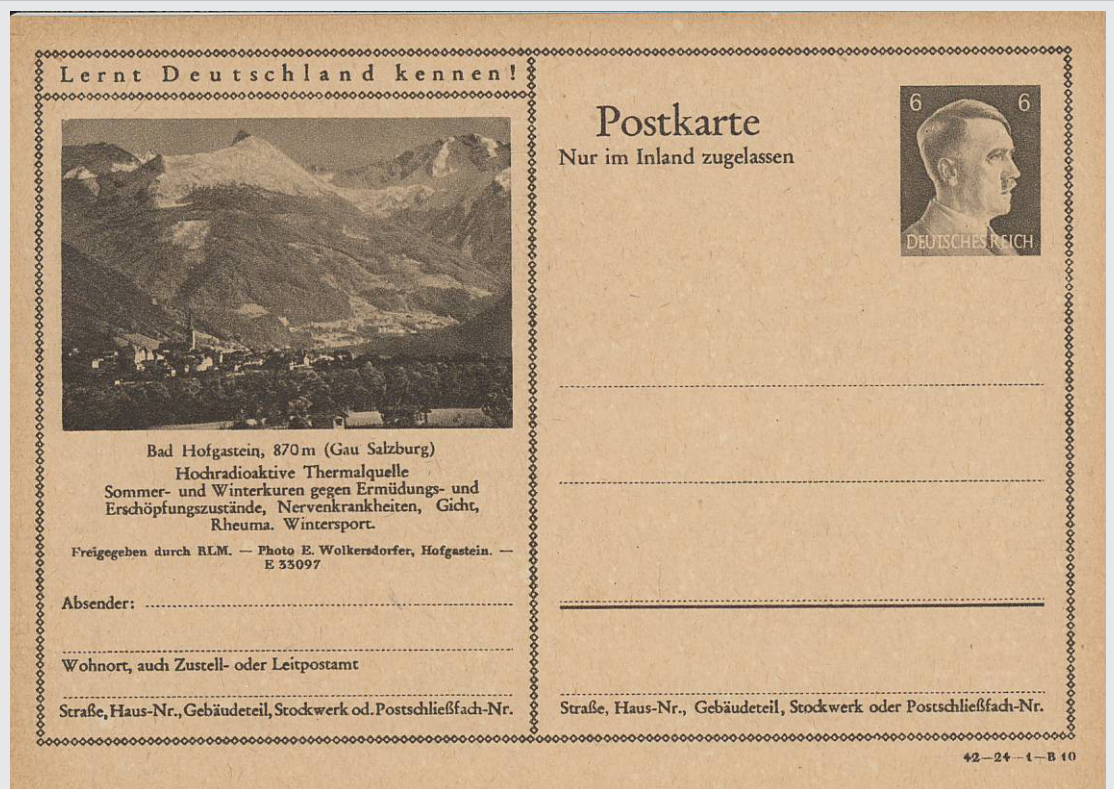 Lernt Deutschland kennen!
Bad Hofgastein, 870m (Gau Salzburg)
Hochradioaktive Thermalquelle
Sommer- und Winterkuren gegen Ermüdungs- und
Erschöpfungszustände, Nervenkrankheiten, Gicht,
Rheuma. Wintersport.
Freigegeben durch RLM. — Photo E. Wolkersdorfer, Hofgastein. —
E 33097
Absender:
Wohnort, auch Zustell- oder Leitpostamt
Straße, Haus-Nr., Gebäudeteil, Stockwerk od. Postschließfach-Nr.
Postkarte
Nur im Inland zugelassen
6 6
DEUTSCHES REICH
Straße, Haus-Nr., Gebäudeteil, Stockwerk oder Postschließfach-Nr.
42—24—1—B 10